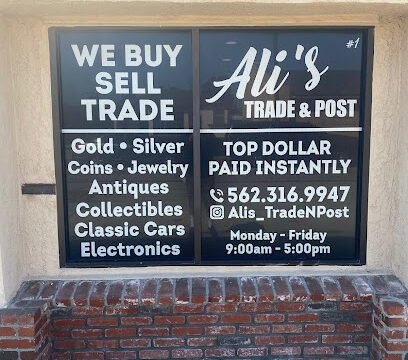 WE BUY
SELL
TRADE
Gold • Silver
Coins • Jewelry
Antiques
Collectibles
Classic Cars
Electronics
#1
Ali's
TRADE & POST
TOP DOLLAR
PAID INSTANTLY
562.316.9947
Alis_TradeNPost
Monday - Friday
9:00am - 5:00pm